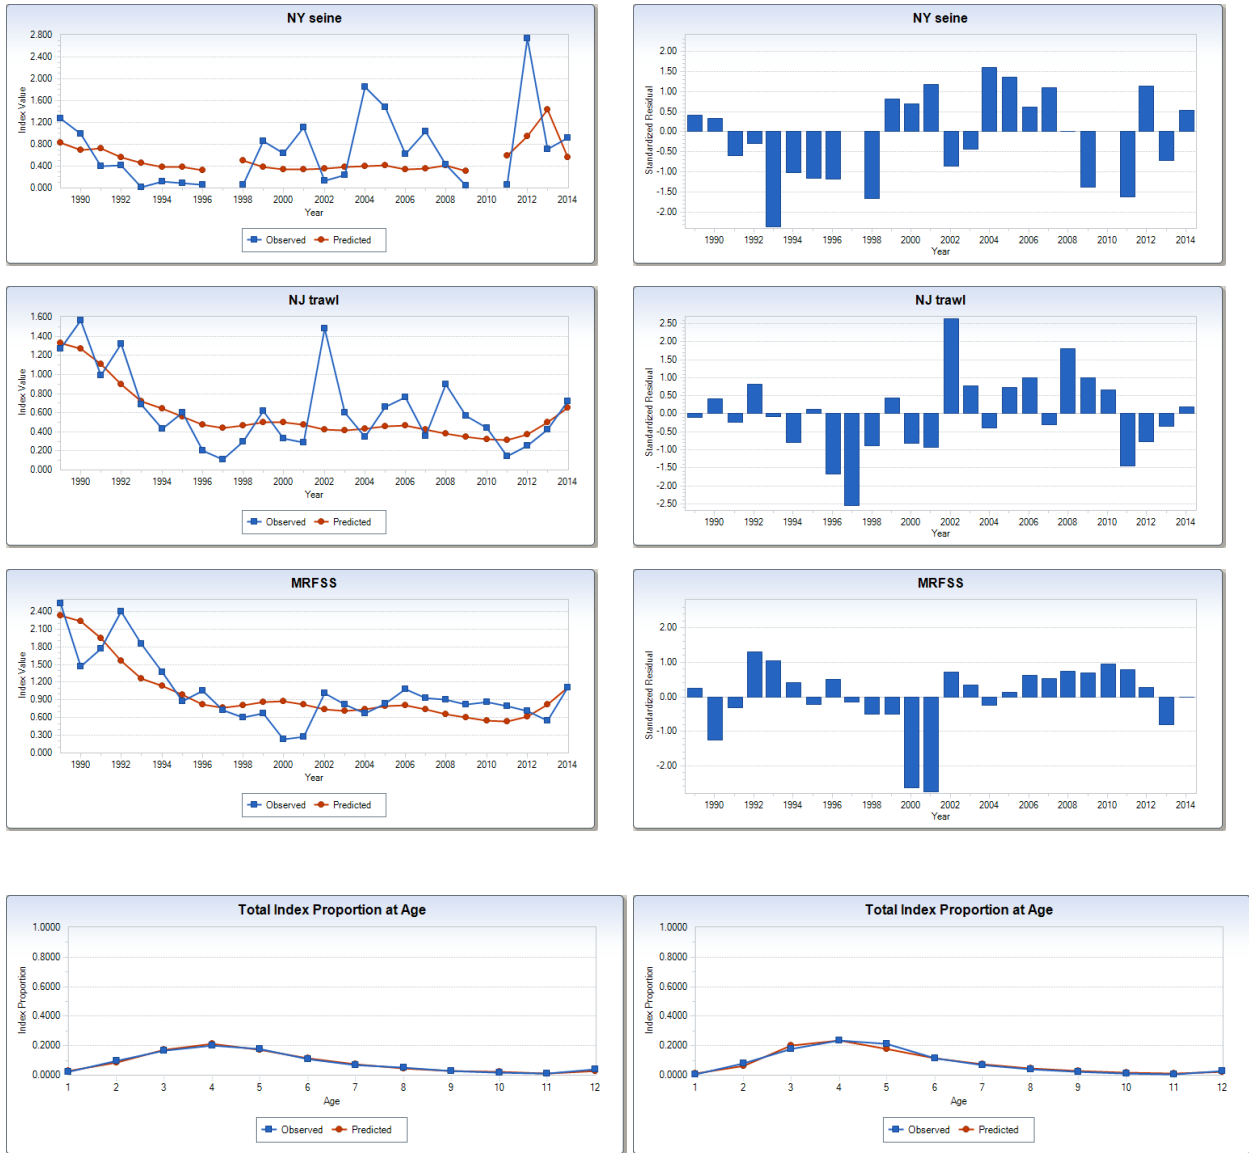 NY seine
2.800
2.400
2.000
1.600
1.200
0.800
0.400
0.000
Index Value
1990 1992 1994 1996 1998 2000 2002 2004 2006 2008 2010 2012 2014
Year
Observed Predicted
NY seine
2.00
1.50
1.00
0.50
0.00
-0.50
-1.00
-1.50
-2.00
Standardized Residual
1990 1992 1994 1996 1998 2000 2002 2004 2006 2008 2010 2012 2014
Year
NJ trawl
1.600
1.400
1.200
1.000
0.800
0.600
0.400
0.200
0.000
Index Value
1990 1992 1994 1996 1998 2000 2002 2004 2006 2008 2010 2012 2014
Year
Observed Predicted
NJ trawl
2.50
2.00
1.50
1.00
0.50
0.00
-0.50
-1.00
-1.50
-2.00
-2.50
Standardized Residual
1990 1992 1994 1996 1998 2000 2002 2004 2006 2008 2010 2012 2014
Year
MRFSS
2.400
2.100
1.800
1.500
1.200
0.900
0.600
0.300
0.000
Index Value
1990 1992 1994 1996 1998 2000 2002 2004 2006 2008 2010 2012 2014
Year
Observed Predicted
MRFSS
2.00
1.00
0.00
-1.00
-2.00
Standardized Residual
1990 1992 1994 1996 1998 2000 2002 2004 2006 2008 2010 2012 2014
Year
Total Index Proportion at Age
1.0000
0.8000
0.6000
0.4000
0.2000
0.0000
Index Proportion
1 2 3 4 5 6 7 8 9 10 11 12
Age
Observed Predicted
Total Index Proportion at Age
1.0000
0.8000
0.6000
0.4000
0.2000
0.0000
Index Proportion
1 2 3 4 5 6 7 8 9 10 11 12
Age
Observed Predicted